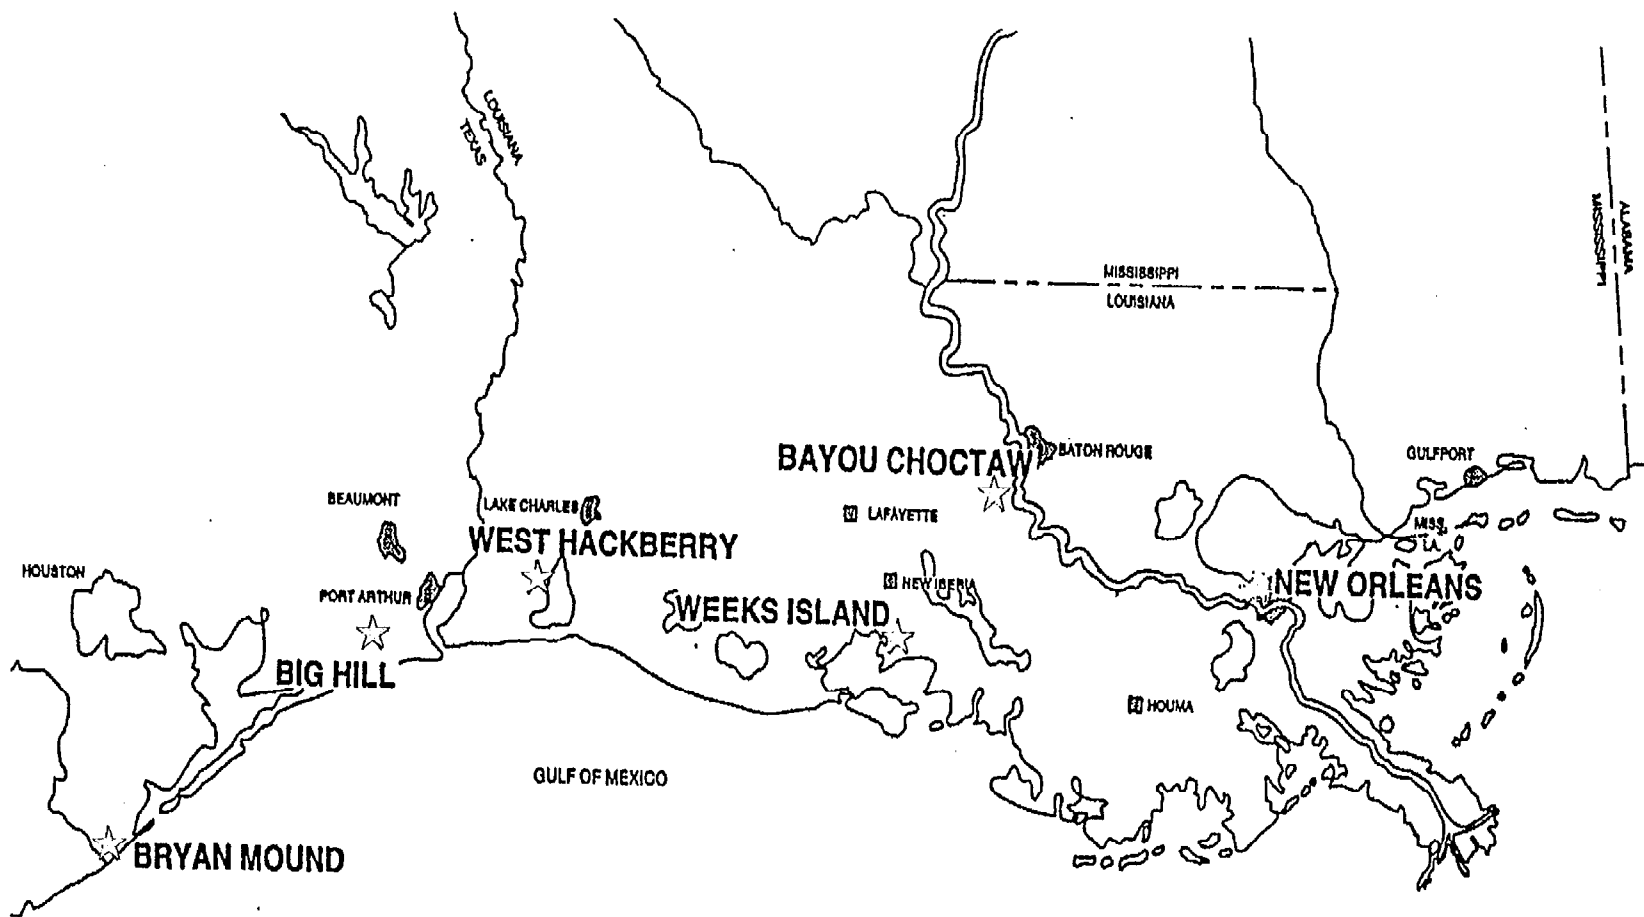 LOUISIANA
TEXAS
ALABAMA
MISSISSIPPI
MISSISSIPPI
LOUISIANA
BAYOU CHOCTAW
BATON ROUGE
GULFPORT
BEAUMONT
LAKE CHARLES
LAFAYETTE
MISS.
LA.
WEST HACKBERRY
HOUSTON
NEW IBERIA
NEW ORLEANS
PORT ARTHUR
WEEKS ISLAND
BIG HILL
HOUMA
GULF OF MEXICO
BRYAN MOUND